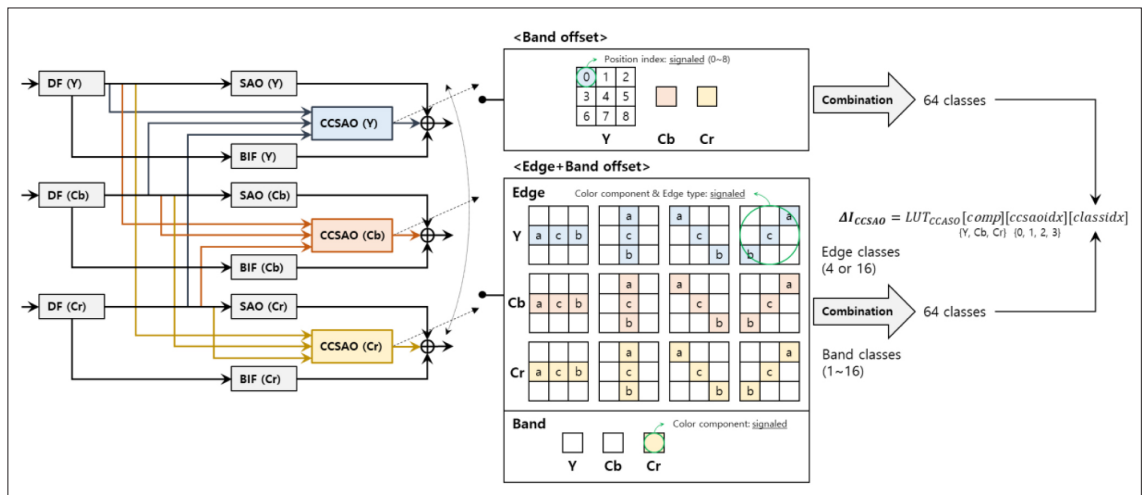 <Band offset>
Position index: signaled (0~8)
0 1 2
3 4 5
6 7 8
Y Cb Cr
Combination
64 classes
DF (Y)
SAO (Y)
CCSAO (Y)
BIF (Y)
DF (Cb)
SAO (Cb)
CCSAO (Cb)
BIF (Cb)
DF (Cr)
SAO (Cr)
CCSAO (Cr)
BIF (Cr)
<Edge+Band offset>
Edge
Color component & Edge type: signaled
Y
a c b
a c b
a c b
a c b
Cb
a c b
a c b
a c b
a c b
Cr
a c b
a c b
a c b
a c b
Band
Color component: signaled
Y Cb Cr
ΔI_CCSAO = LUT_CCASO[comp][ccsaoidx][classidx]
{Y, Cb, Cr} {0, 1, 2, 3}
Edge classes
(4 or 16)
Combination
64 classes
Band classes
(1~16)